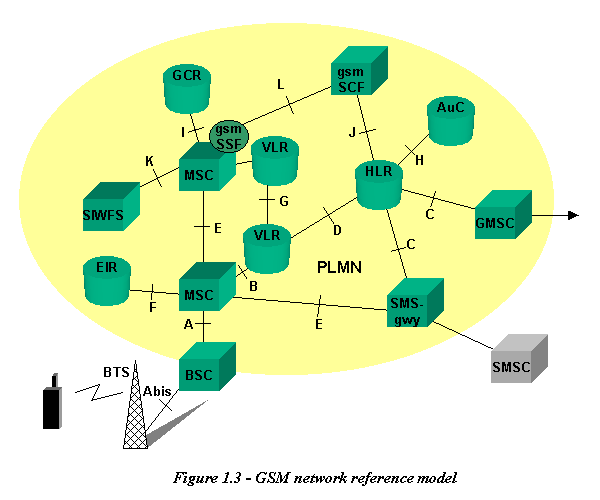 L
GCR
gsm
SCF
AuC
I
gsm
SSF
VLR
J
H
K
MSC
HLR
SIWFS
G
C
GMSC
E
D
VLR
C
EIR
PLMN
B
MSC
F
SMS-
gwy
A
E
BTS
BSC
SMSC
Abis
Figure 1.3 - GSM network reference model